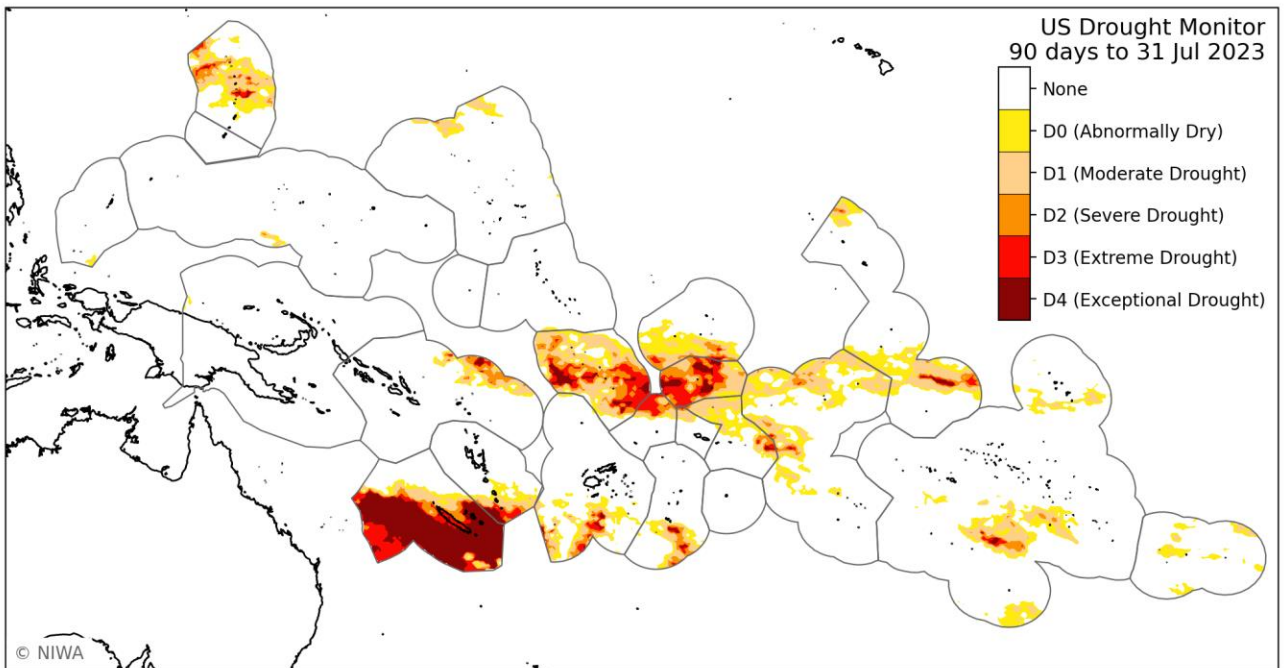 US Drought Monitor
90 days to 31 Jul 2023
None
D0 (Abnormally Dry)
D1 (Moderate Drought)
D2 (Severe Drought)
D3 (Extreme Drought)
D4 (Exceptional Drought)
© NIWA